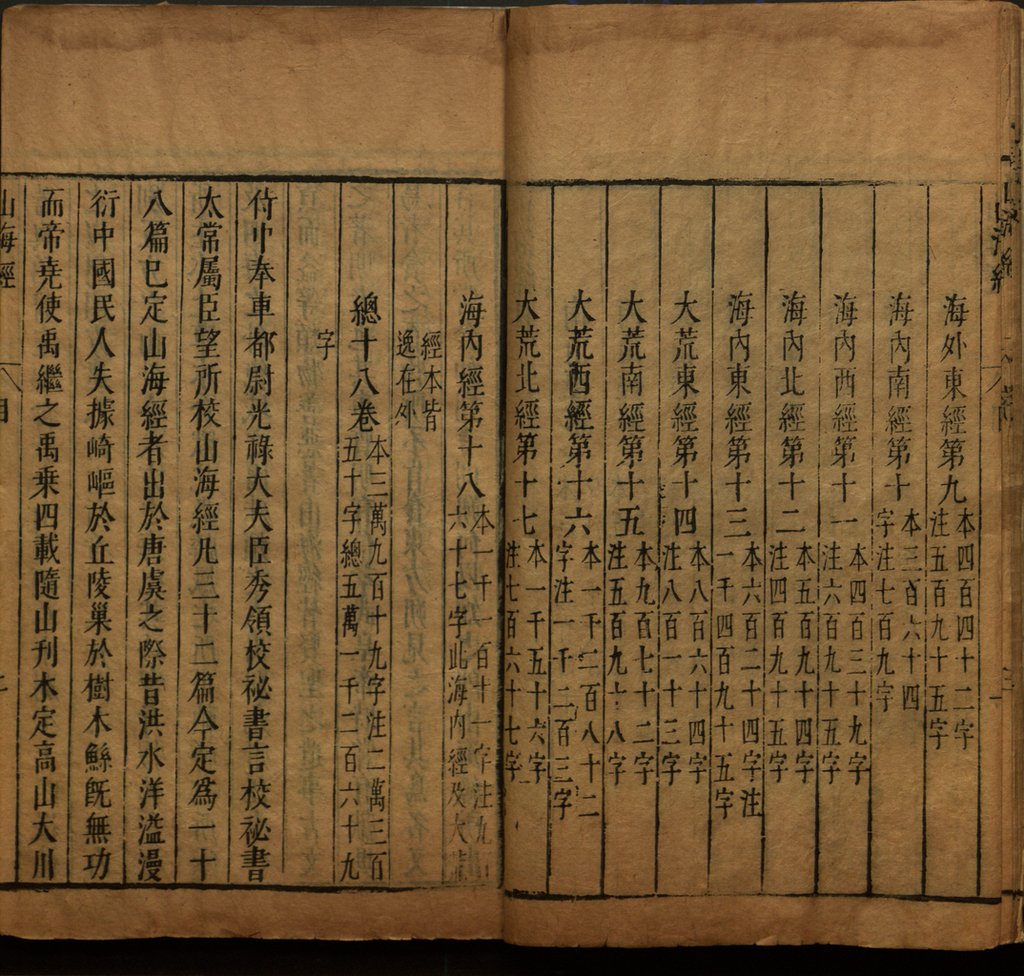 海外東經第九本四百四十二字注五百九十五字
海內南經第十本三百六十四字注七百九字
海內西經第十一本四百三十九字注六百九十五字
海內北經第十二本五百九十四字注四百九十五字
海內東經第十三本六百二十四字注一千四百九十五字
大荒東經第十四本八百六十四字注八百一十三字
大荒南經第十五本九百七十二字注五百九十八字
大荒西經第十六本一千二百八十二字注一千二百三字
大荒北經第十七本一千五十六字注七百六十七字
海內經第十八本一千一百十一字注九百六十七字此海內經及大荒
經本皆逸在外
總十八卷本三萬九百十九字注二萬三百五十字總五萬一千二百六十九
字
侍中奉車都尉光祿大夫臣秀領校祕書言校祕書
太常屬臣望所校山海經凡三十二篇今定爲一十
八篇已定山海經者出於唐虞之際昔洪水洋溢漫
衍中國民人失據崎嶇於丘陵巢於樹木鯀旣無功
而帝堯使禹繼之禹乗四載隨山刋木定高山大川
山海經
目